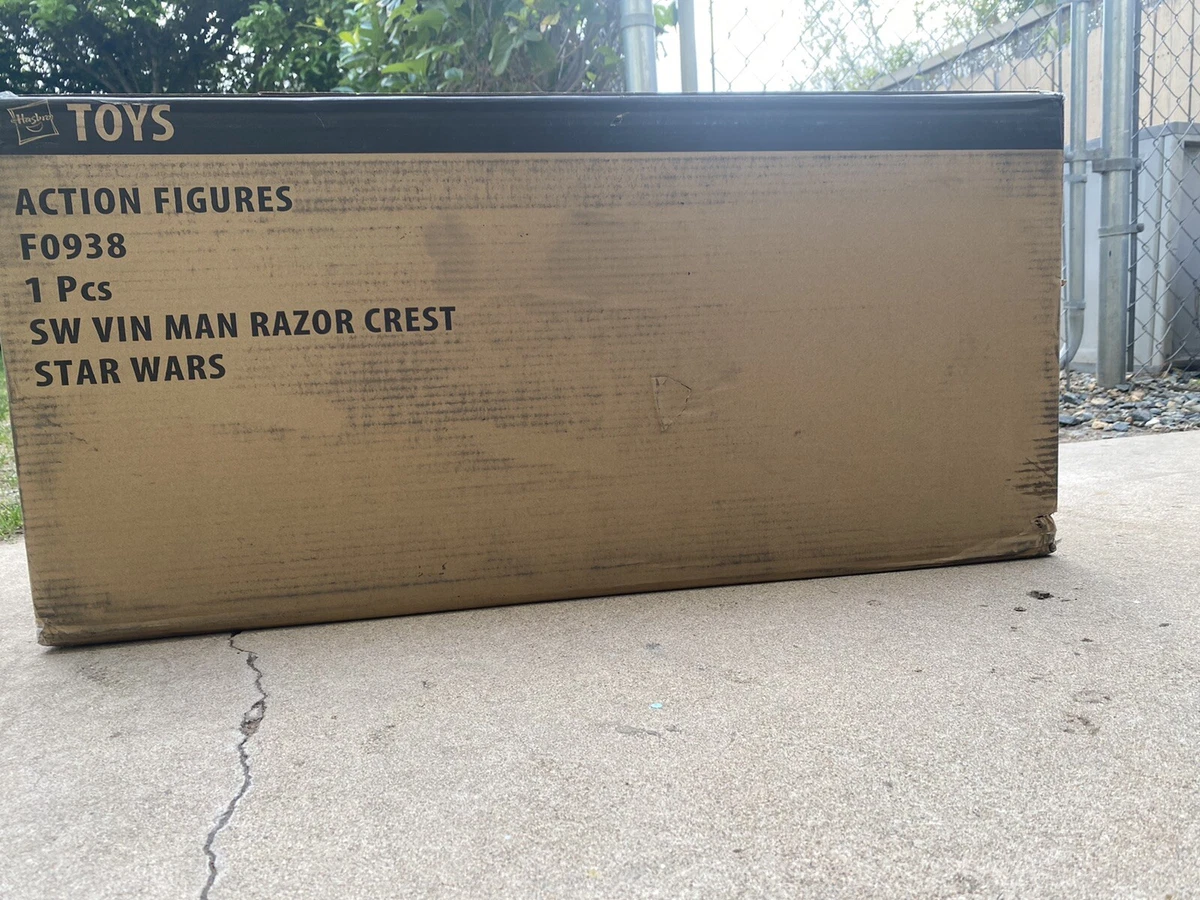 Hasbro TOYS
ACTION FIGURES
F0938
1 Pcs
SW VIN MAN RAZOR CREST
STAR WARS